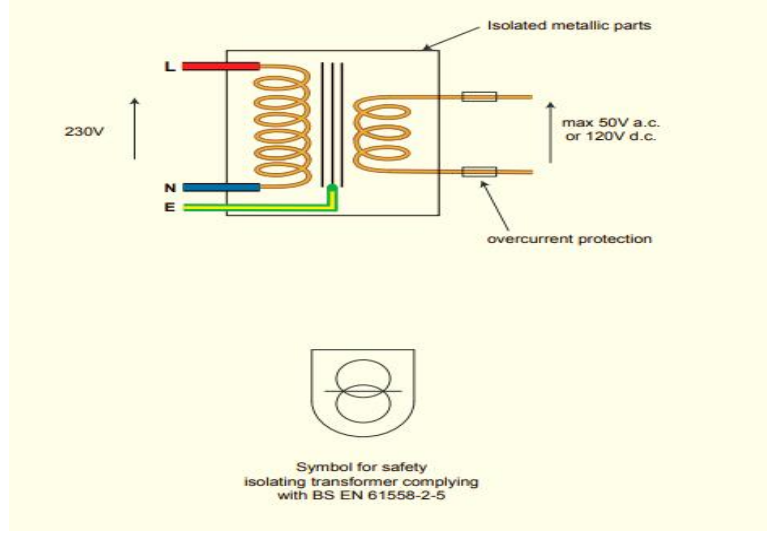 Isolated metallic parts
L
230V
max 50V a.c.
or 120V d.c.
N
E
overcurrent protection
Symbol for safety
isolating transformer complying
with BS EN 61558-2-5